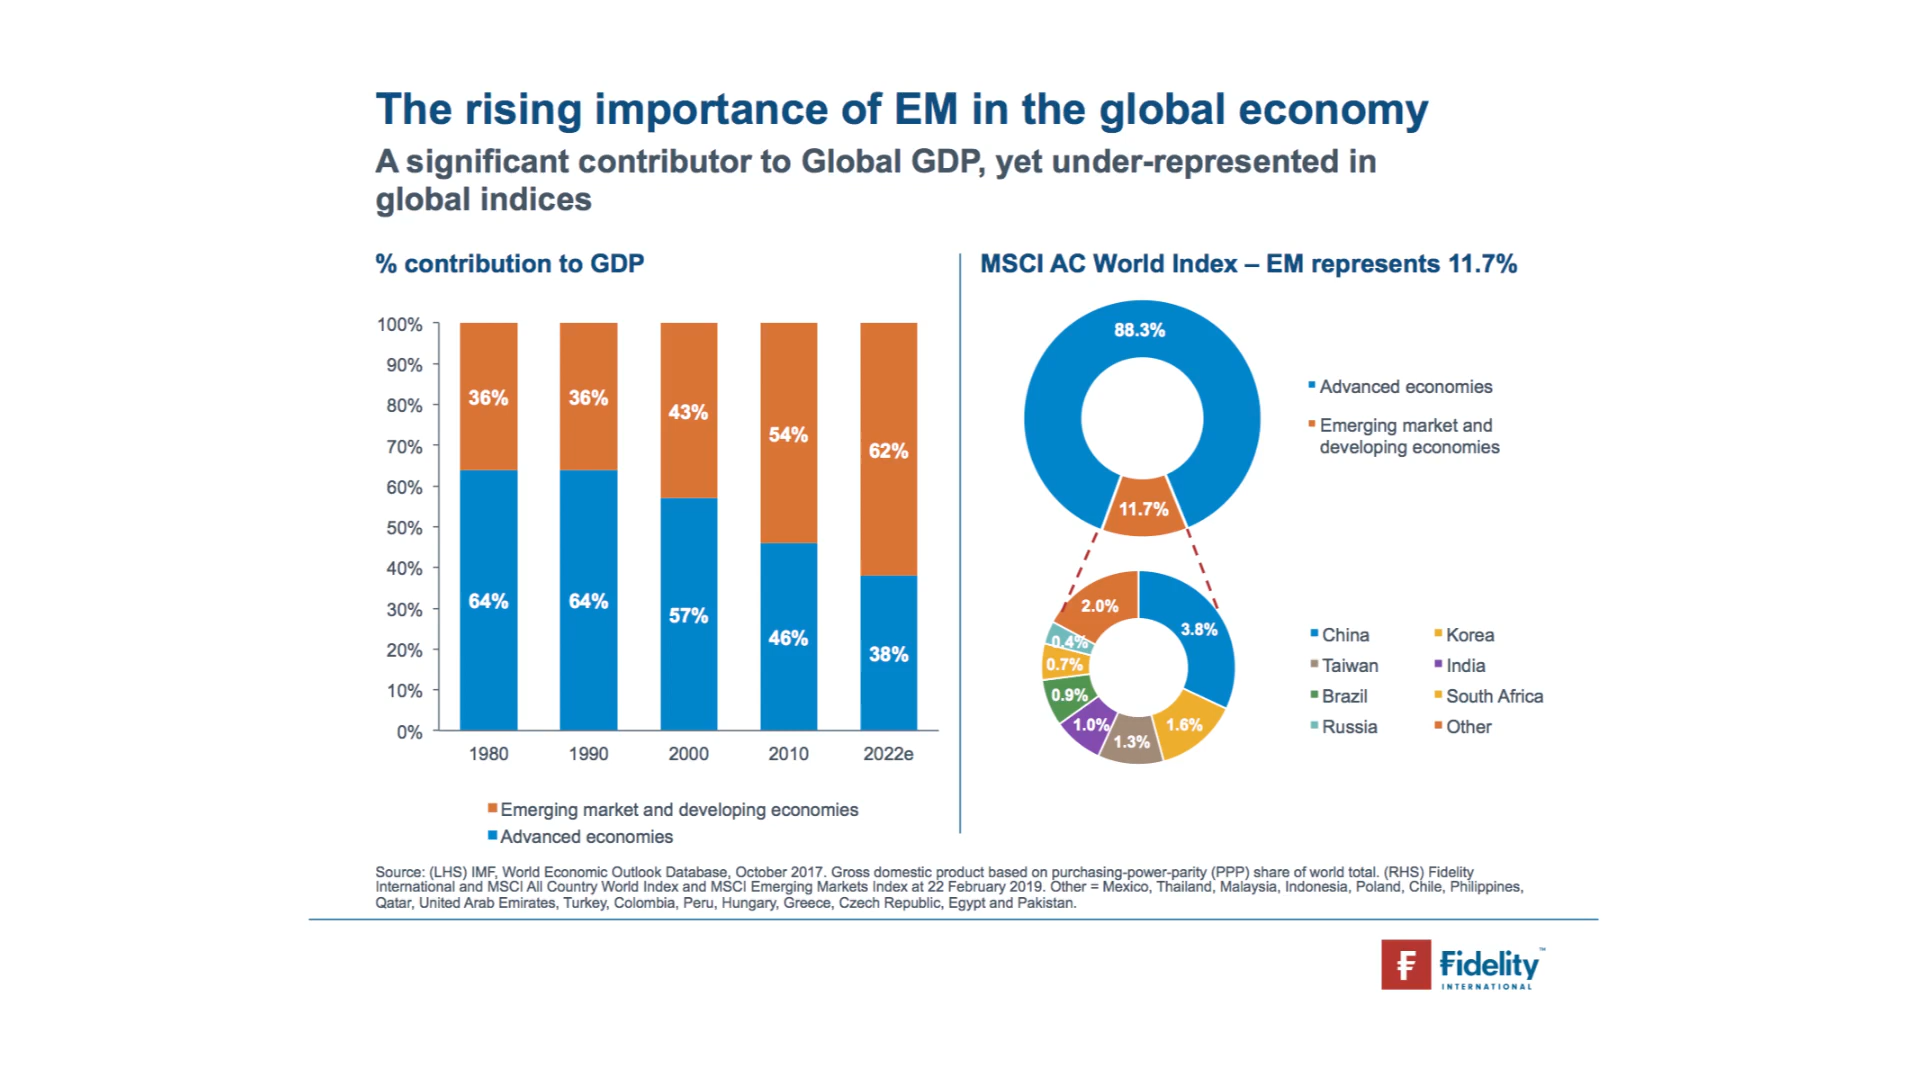 The rising importance of EM in the global economy
A significant contributor to Global GDP, yet under-represented in
global indices
% contribution to GDP
100%
90%
80%
70%
60%
50%
40%
30%
20%
10%
0%
36%
36%
43%
54%
62%
64%
64%
57%
46%
38%
1980
1990
2000
2010
2022e
Emerging market and developing economies
Advanced economies
MSCI AC World Index – EM represents 11.7%
88.3%
11.7%
Advanced economies
Emerging market and
developing economies
2.0%
3.8%
0.4%
0.7%
0.9%
1.0%
1.3%
1.6%
China
Korea
Taiwan
India
Brazil
South Africa
Russia
Other
Source: (LHS) IMF, World Economic Outlook Database, October 2017. Gross domestic product based on purchasing-power-parity (PPP) share of world total. (RHS) Fidelity
International and MSCI All Country World Index and MSCI Emerging Markets Index at 22 February 2019. Other = Mexico, Thailand, Malaysia, Indonesia, Poland, Chile, Philippines,
Qatar, United Arab Emirates, Turkey, Colombia, Peru, Hungary, Greece, Czech Republic, Egypt and Pakistan.
F Fidelity™
INTERNATIONAL